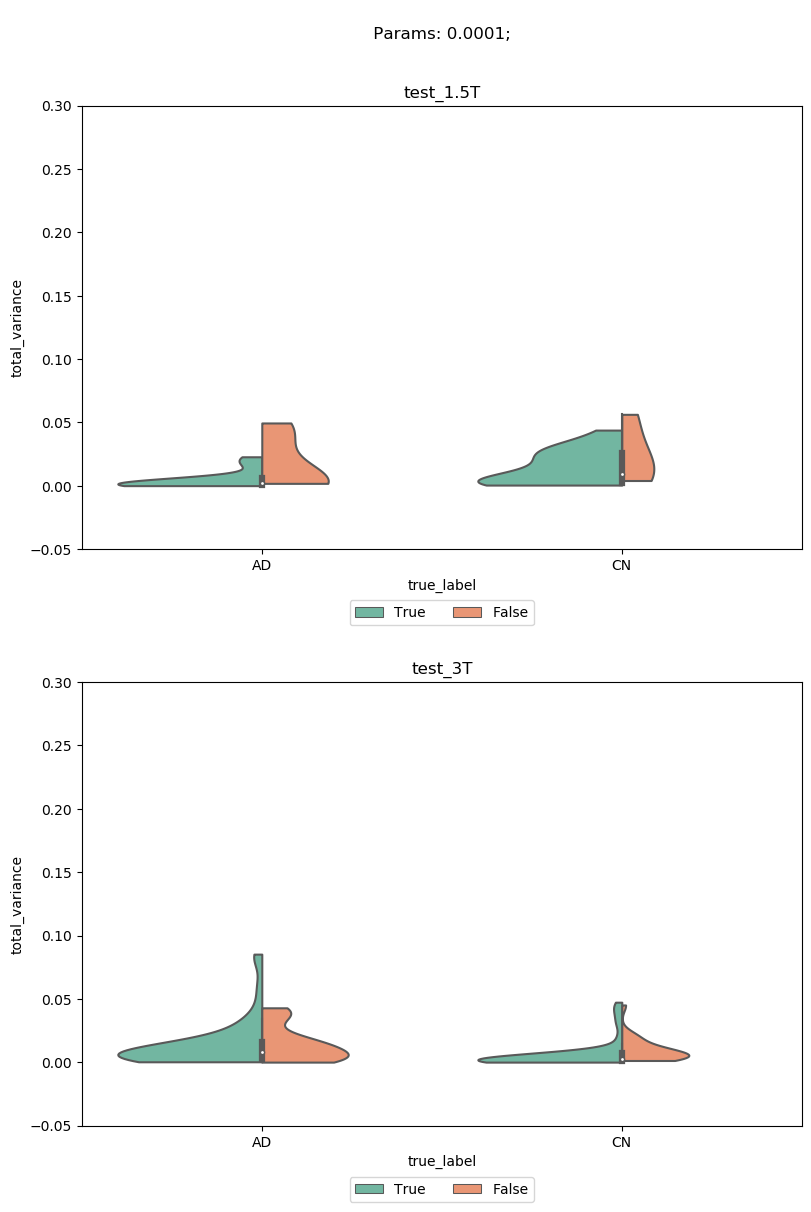 Params: 0.0001;
test_1.5T
0.30
0.25
0.20
0.15
0.10
0.05
0.00
−0.05
total_variance
AD CN
true_label
True False
test_3T
0.30
0.25
0.20
0.15
0.10
0.05
0.00
−0.05
total_variance
AD CN
true_label
True False